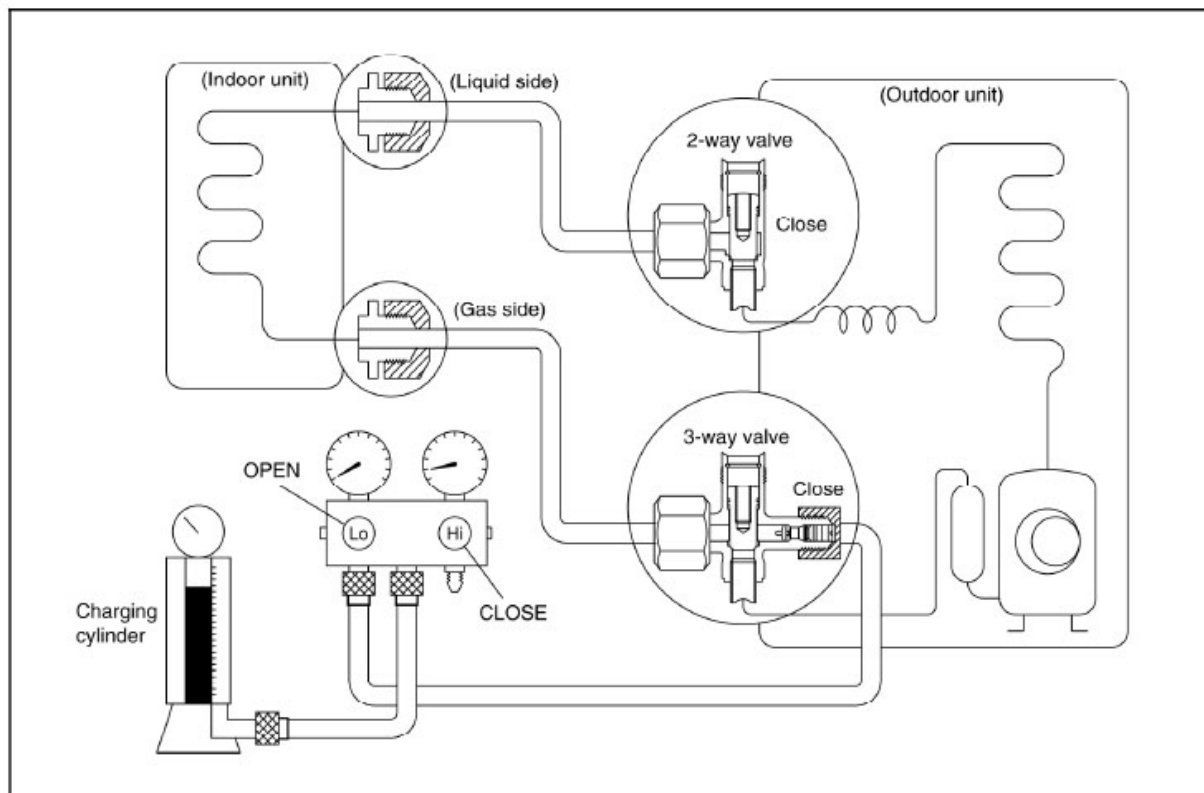 (Indoor unit)
(Liquid side)
(Outdoor unit)
2-way valve
Close
(Gas side)
3-way valve
Close
OPEN
Lo
Hi
CLOSE
Charging
cylinder